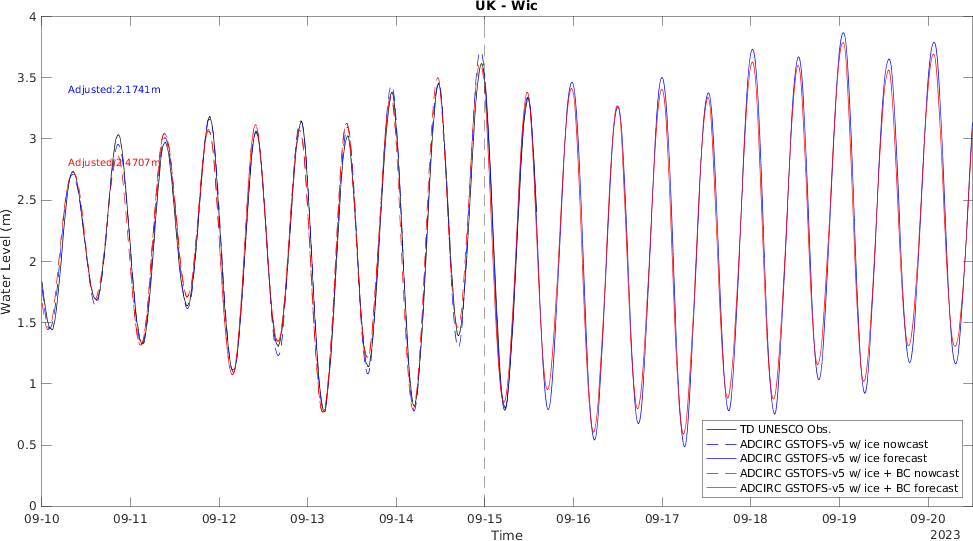 UK - Wic
4
3.5
3
2.5
2
1.5
1
0.5
0
Water Level (m)
Adjusted:2.1741m
Adjusted:2.4707m
TD UNESCO Obs.
ADCIRC GSTOFS-v5 w/ ice nowcast
ADCIRC GSTOFS-v5 w/ ice forecast
ADCIRC GSTOFS-v5 w/ ice + BC nowcast
ADCIRC GSTOFS-v5 w/ ice + BC forecast
09-10 09-11 09-12 09-13 09-14 09-15 09-16 09-17 09-18 09-19 09-20
Time
2023